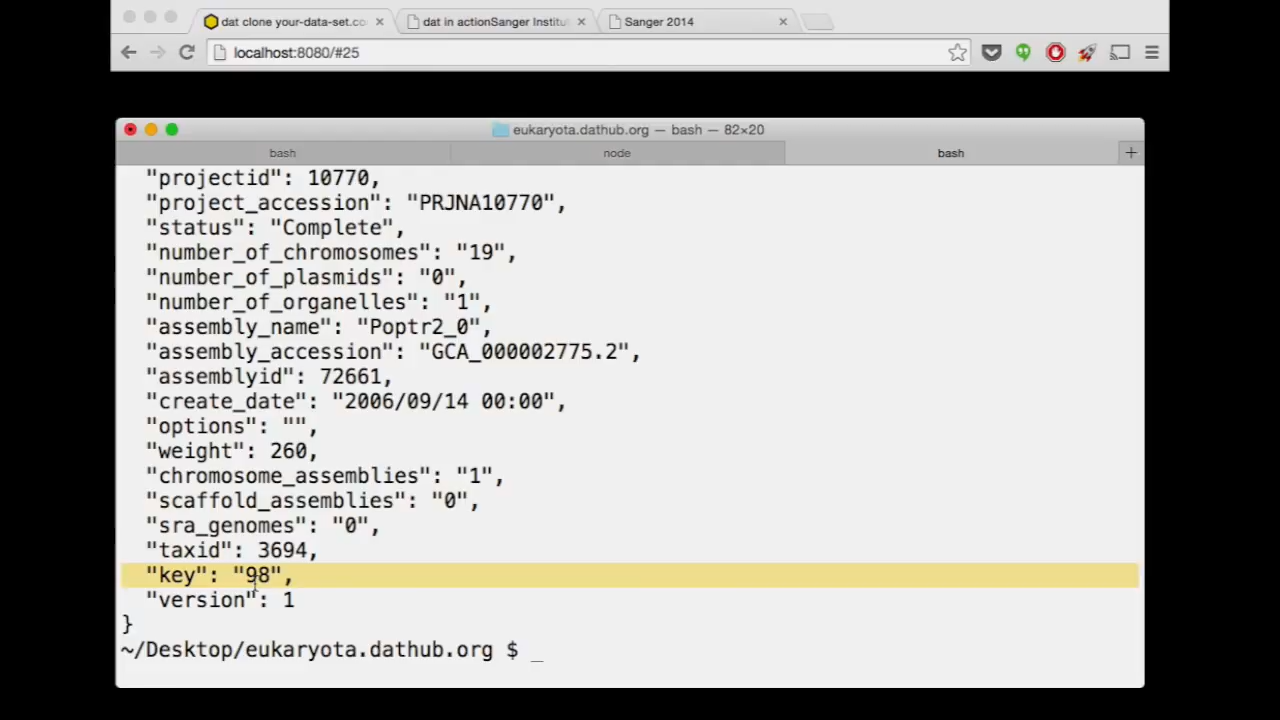 dat clone your-data-set.co
dat in actionSanger Institu
Sanger 2014
localhost:8080/#25
eukaryota.dathub.org — bash — 82×20
bash
node
bash
+
"projectid": 10770,
"project_accession": "PRJNA10770",
"status": "Complete",
"number_of_chromosomes": "19",
"number_of_plasmids": "0",
"number_of_organelles": "1",
"assembly_name": "Poptr2_0",
"assembly_accession": "GCA_000002775.2",
"assemblyid": 72661,
"create_date": "2006/09/14 00:00",
"options": "",
"weight": 260,
"chromosome_assemblies": "1",
"scaffold_assemblies": "0",
"sra_genomes": "0",
"taxid": 3694,
"key": "98",
"version": 1
}
~/Desktop/eukaryota.dathub.org $ _